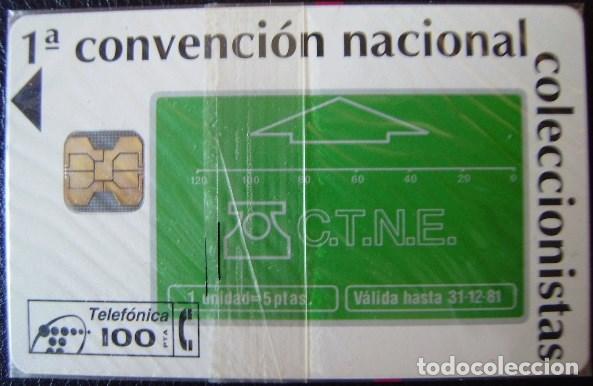 1ª convención nacional
coleccionistas
120 100 80 60 40 20 0
C.T.N.E.
1 unidad=5 ptas.
Válida hasta 31-12-81
Telefónica
100 PTA
todocoleccion